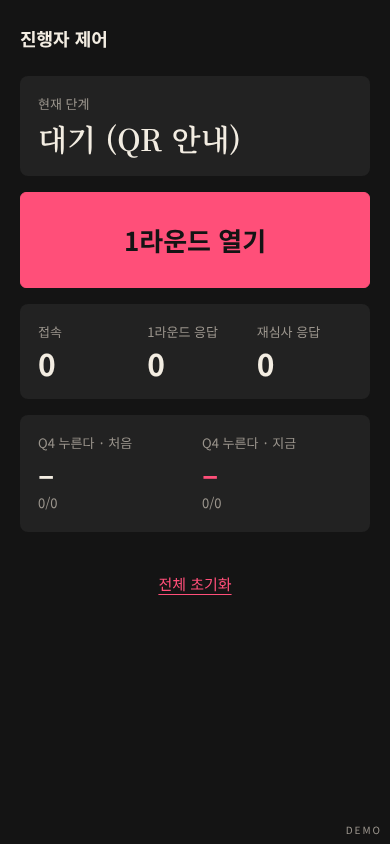 진행자 제어
현재 단계
대기 (QR 안내)
1라운드 열기
접속
1라운드 응답
재심사 응답
0
0
0
Q4 누른다 · 처음
Q4 누른다 · 지금
–
–
0/0
0/0
전체 초기화
DEMO